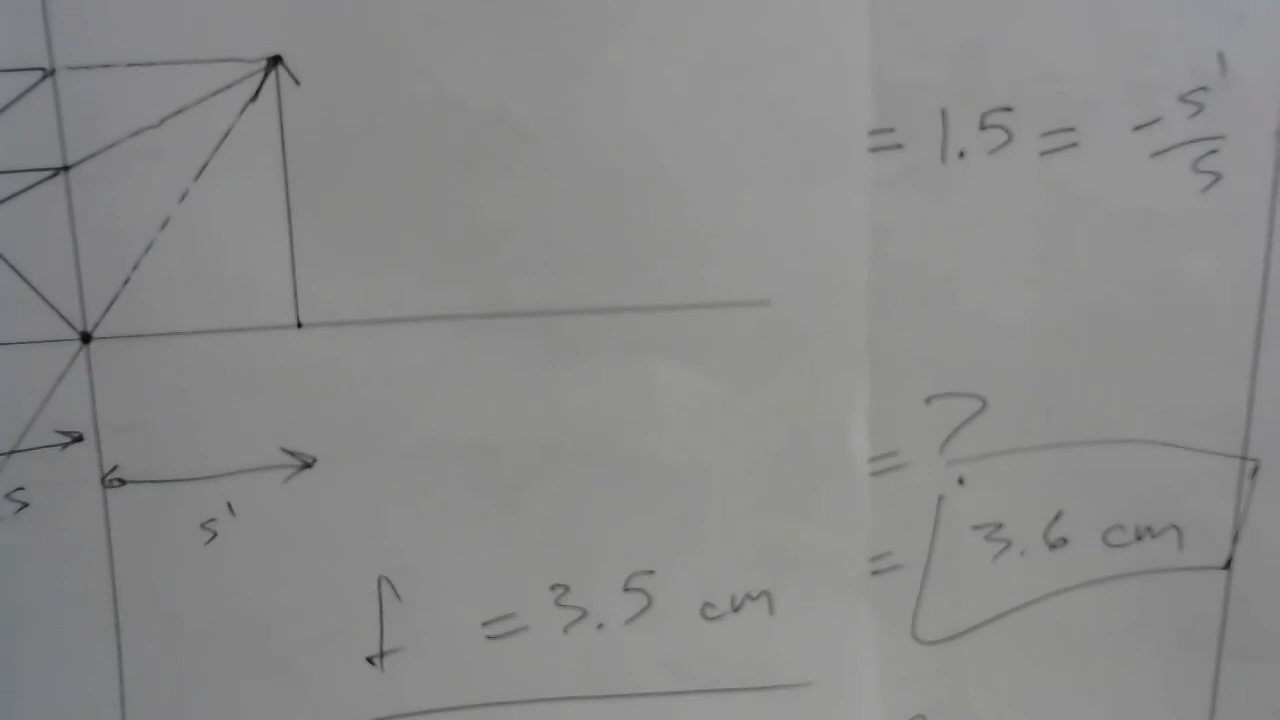 = 1.5 = -s'/s
= ?
s
s'
= 3.6 cm
f = 3.5 cm